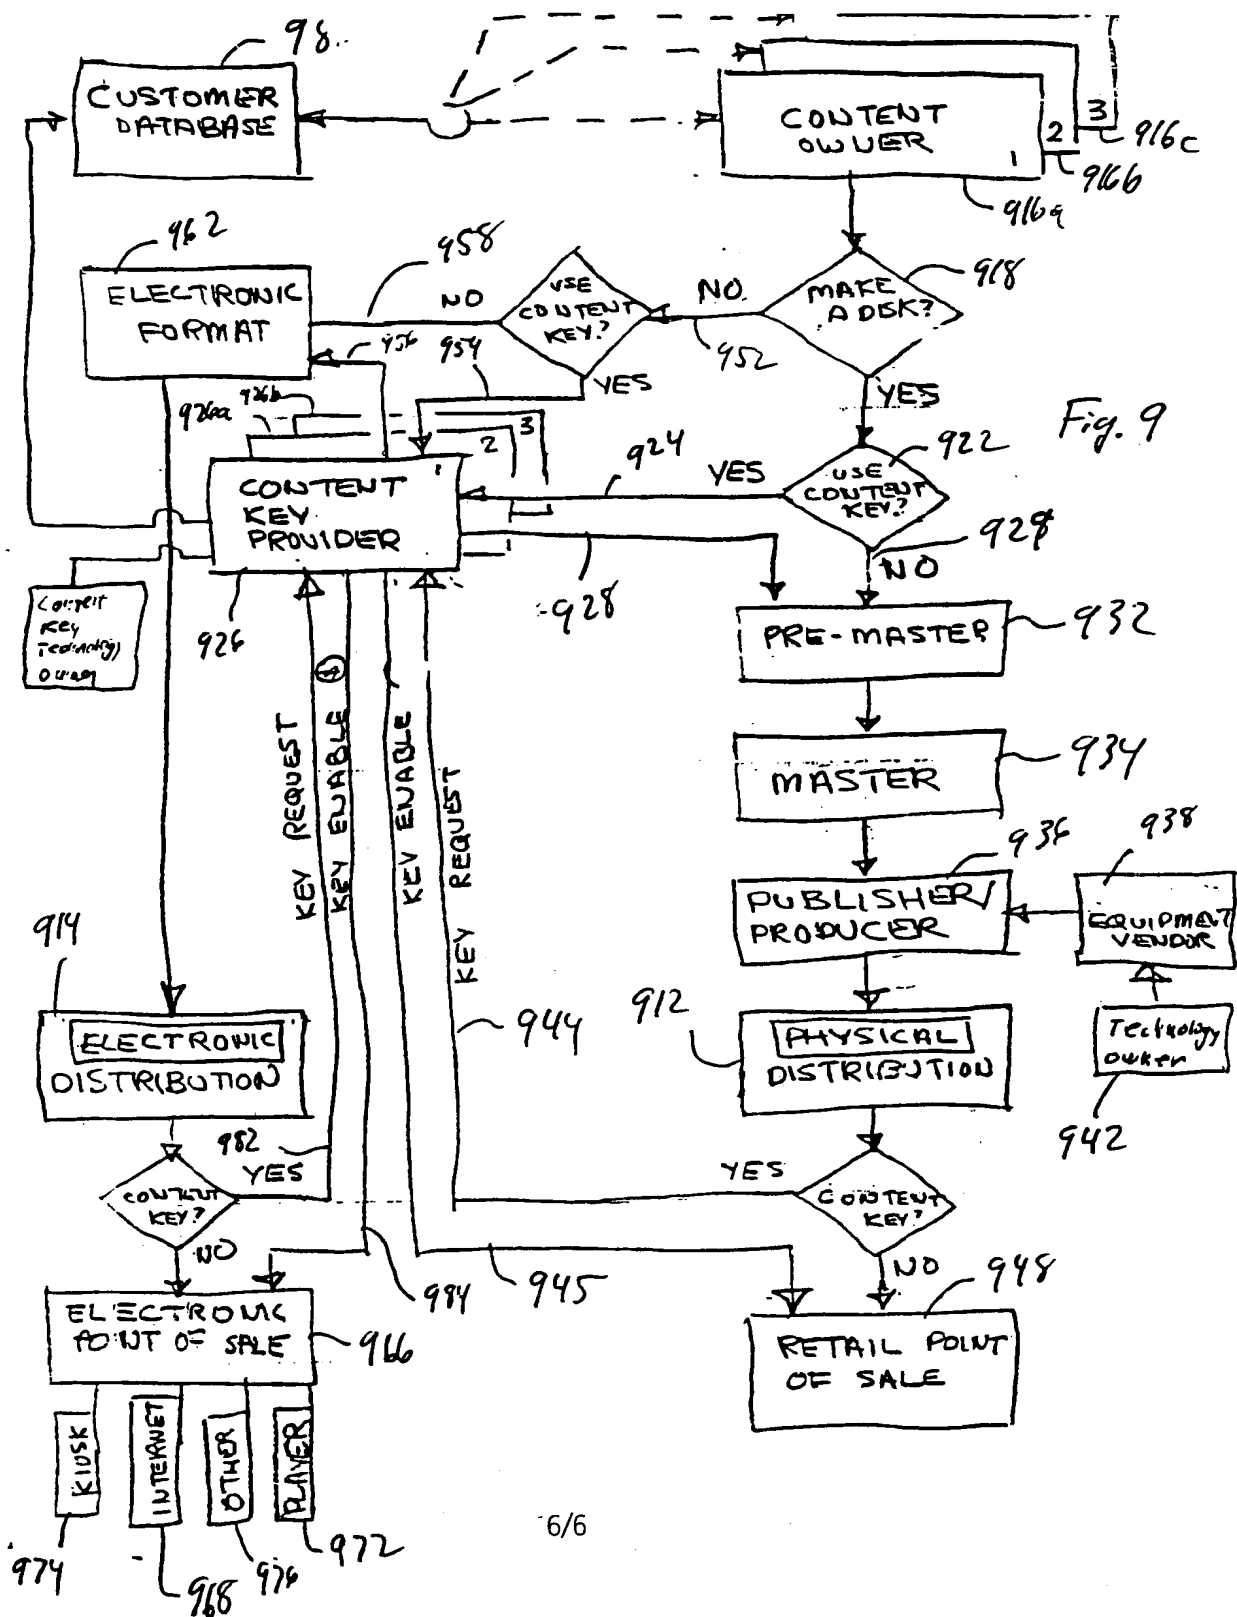 98
CUSTOMER
DATABASE
CONTENT
OWNER
1
2
3
916c
916b
916a
962
958
918
ELECTRONIC
FORMAT
NO
USE
CONTENT
KEY?
NO
MAKE
A DISK?
956
954
952
YES
YES
Fig. 9
926a
926b
3
2
1
924
YES
922
CONTENT
KEY
PROVIDER
USE
CONTENT
KEY?
NO
928
928
926
Content
Key
Technology
Owner
PRE-MASTER
932
MASTER
934
KEY REQUEST
KEY ENABLE
KEY ENABLE
KEY REQUEST
936
938
PUBLISHER/
PRODUCER
EQUIPMENT
VENDOR
914
944
912
ELECTRONIC
DISTRIBUTION
PHYSICAL
DISTRIBUTION
Technology
owner
942
982
YES
YES
CONTENT
KEY?
CONTENT
KEY?
NO
NO
984
945
948
ELECTRONIC
POINT OF SALE
966
RETAIL POINT
OF SALE
KIOSK
INTERNET
OTHER
PLAYER
974
968
976
972
6/6